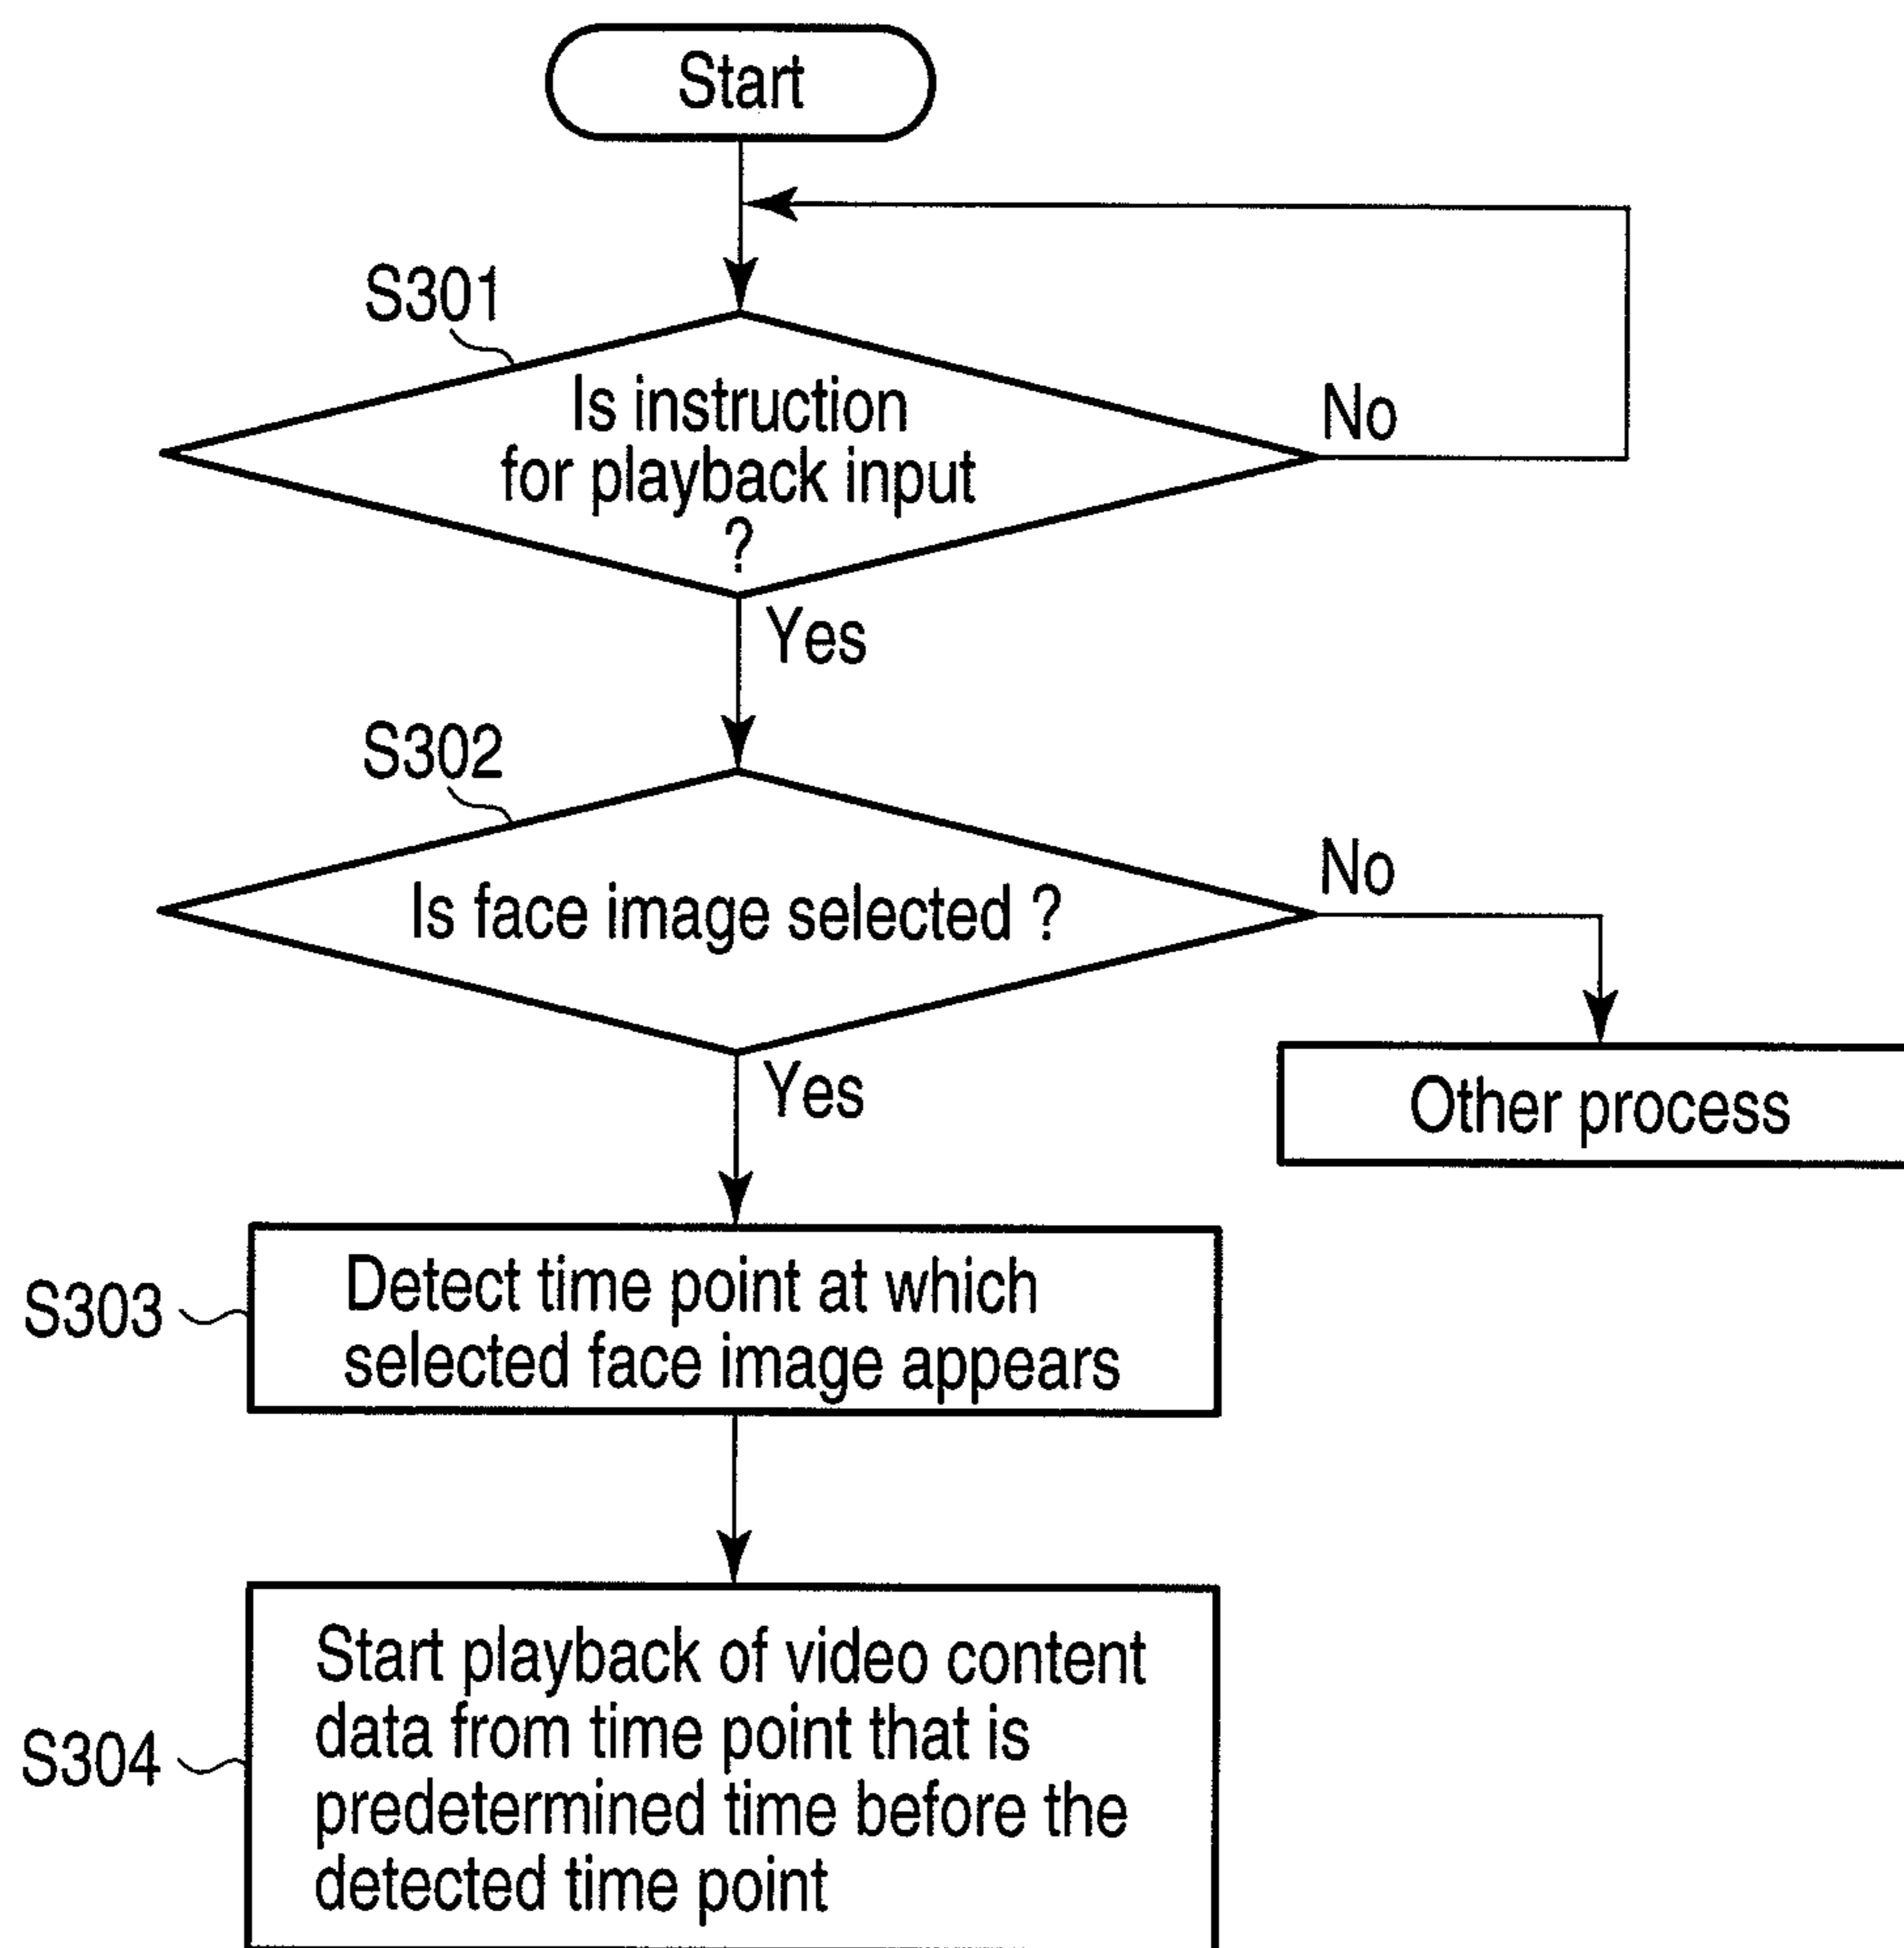 Start
S301
Is instruction
for playback input
?
No
Yes
S302
Is face image selected ?
No
Yes
Other process
S303
Detect time point at which
selected face image appears
S304
Start playback of video content
data from time point that is
predetermined time before the
detected time point